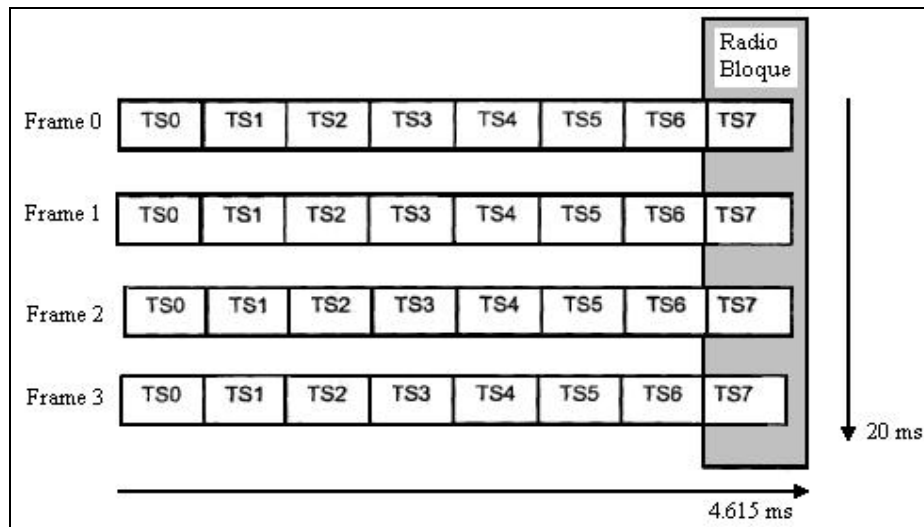 Radio
Bloque
Frame 0 TS0 TS1 TS2 TS3 TS4 TS5 TS6 TS7
Frame 1 TS0 TS1 TS2 TS3 TS4 TS5 TS6 TS7
Frame 2 TS0 TS1 TS2 TS3 TS4 TS5 TS6 TS7
Frame 3 TS0 TS1 TS2 TS3 TS4 TS5 TS6 TS7
20 ms
4.615 ms